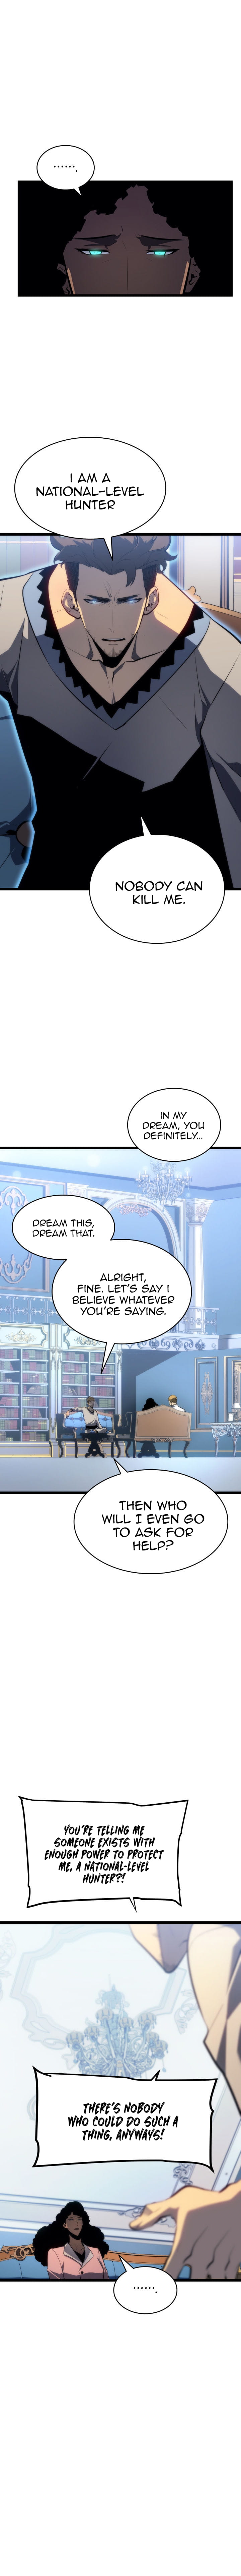 .......
I AM A
NATIONAL-LEVEL
HUNTER
NOBODY CAN
KILL ME.
IN MY
DREAM, YOU
DEFINITELY...
DREAM THIS,
DREAM THAT.
ALRIGHT,
FINE. LET'S SAY I
BELIEVE WHATEVER
YOU'RE SAYING.
THEN WHO
WILL I EVEN GO
TO ASK FOR
HELP?
YOU'RE TELLING ME
SOMEONE EXISTS WITH
ENOUGH POWER TO PROTECT
ME, A NATIONAL-LEVEL
HUNTER?!
THERE'S NOBODY
WHO COULD DO SUCH A
THING, ANYWAYS!
.......